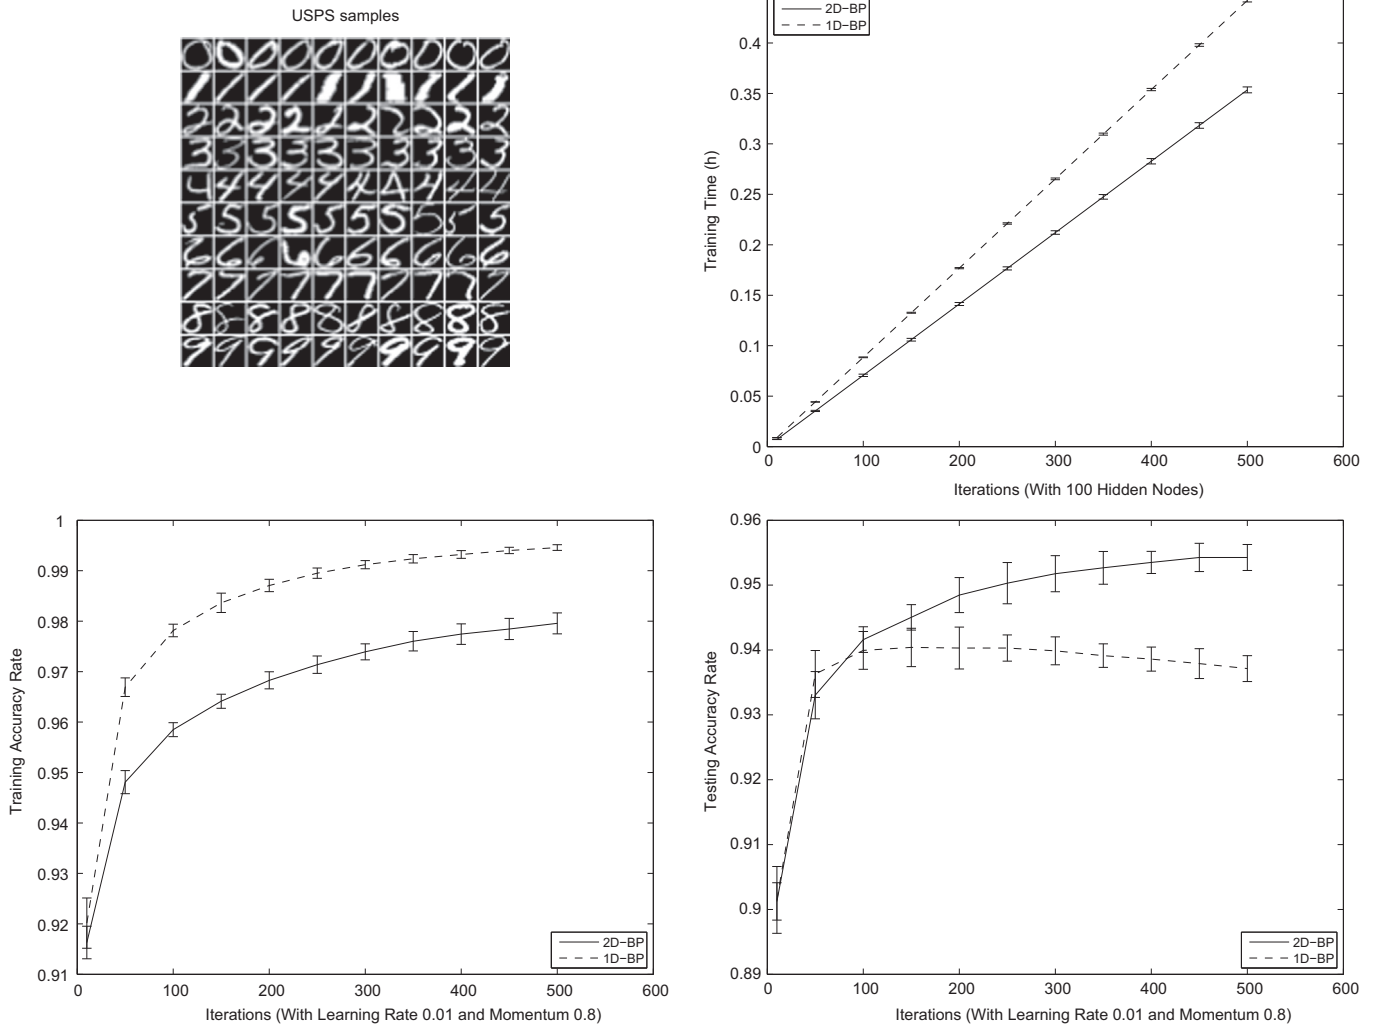 USPS samples
2D−BP
1D−BP
0.4
0.35
0.3
0.25
0.2
0.15
0.1
0.05
0
Training Time (h)
0 100 200 300 400 500 600
Iterations (With 100 Hidden Nodes)
1
0.99
0.98
0.97
0.96
0.95
0.94
0.93
0.92
0.91
Training Accuracy Rate
2D−BP
1D−BP
0 100 200 300 400 500 600
Iterations (With Learning Rate 0.01 and Momentum 0.8)
0.96
0.95
0.94
0.93
0.92
0.91
0.9
0.89
Testing Accuracy Rate
2D−BP
1D−BP
0 100 200 300 400 500 600
Iterations (With Learning Rate 0.01 and Momentum 0.8)